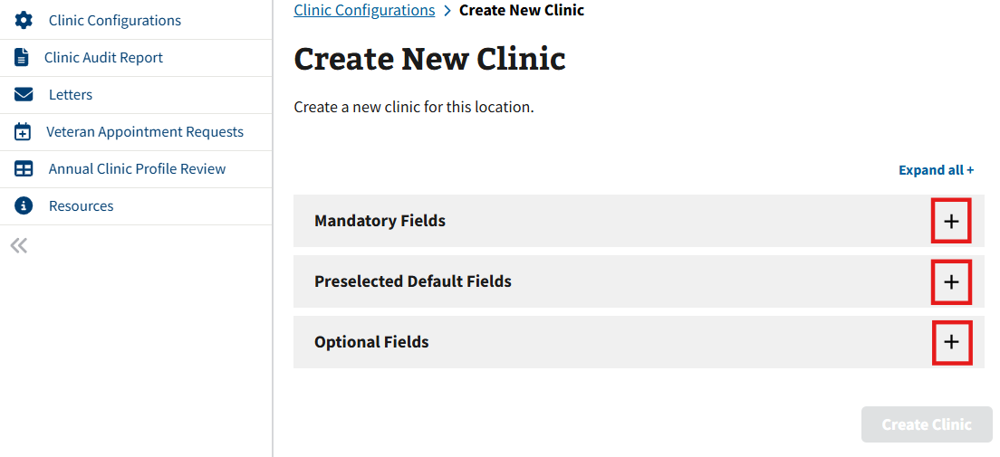 Clinic Configurations
Clinic Audit Report
Letters
Veteran Appointment Requests
Annual Clinic Profile Review
Resources
Clinic Configurations > Create New Clinic
Create New Clinic
Create a new clinic for this location.
Expand all +
Mandatory Fields +
Preselected Default Fields +
Optional Fields +
Create Clinic